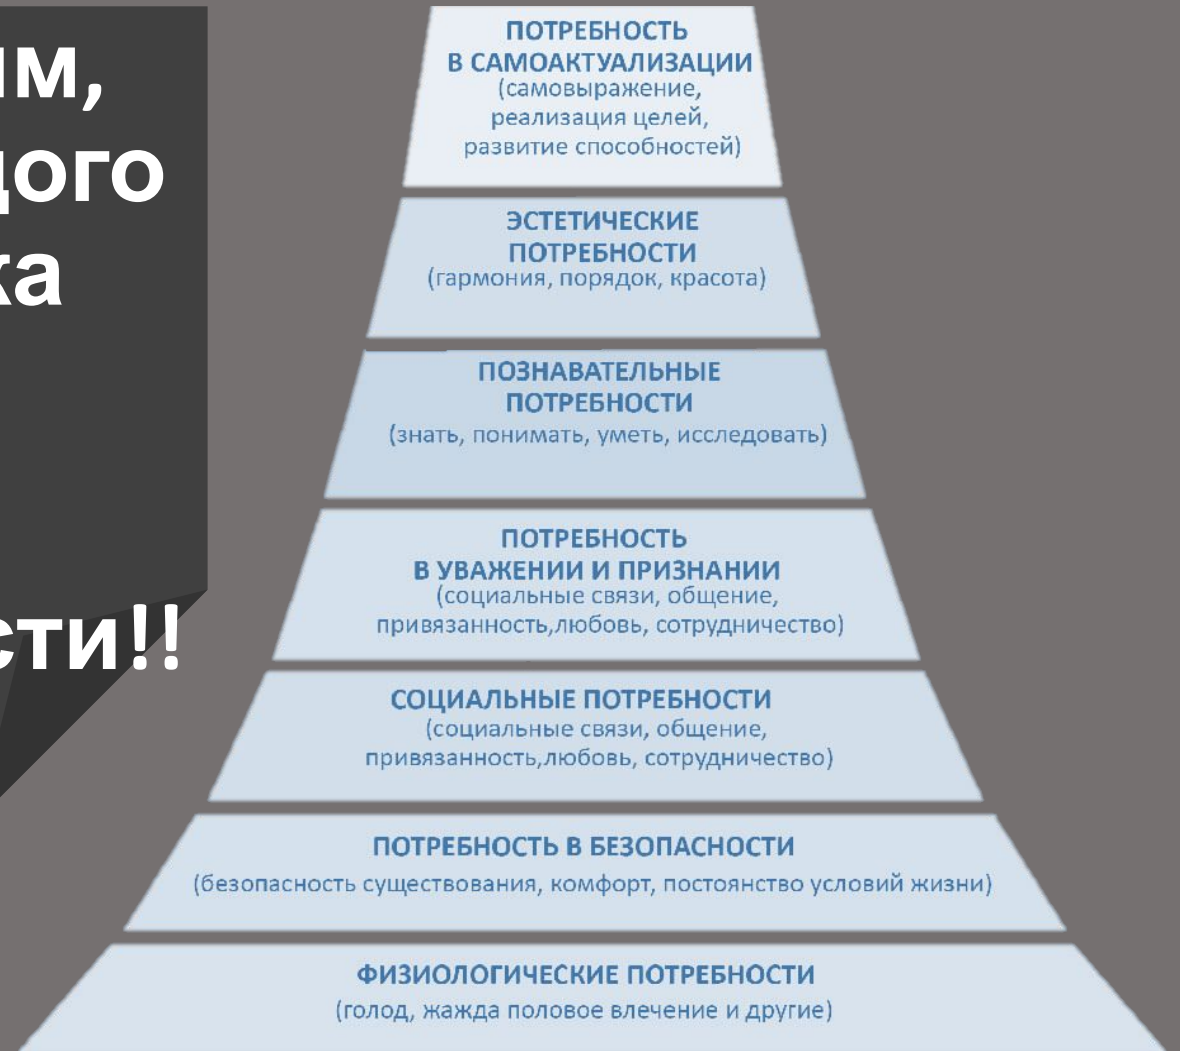 ПОТРЕБНОСТЬ
В САМОАКТУАЛИЗАЦИИ
(самовыражение,
реализация целей,
развитие способностей)
ЭСТЕТИЧЕСКИЕ
ПОТРЕБНОСТИ
(гармония, порядок, красота)
ПОЗНАВАТЕЛЬНЫЕ
ПОТРЕБНОСТИ
(знать, понимать, уметь, исследовать)
ПОТРЕБНОСТЬ
В УВАЖЕНИИ И ПРИЗНАНИИ
(социальные связи, общение,
привязанность,любовь, сотрудничество)
СОЦИАЛЬНЫЕ ПОТРЕБНОСТИ
(социальные связи, общение,
привязанность,любовь, сотрудничество)
ПОТРЕБНОСТЬ В БЕЗОПАСНОСТИ
(безопасность существования, комфорт, постоянство условий жизни)
ФИЗИОЛОГИЧЕСКИЕ ПОТРЕБНОСТИ
(голод, жажда половое влечение и другие)